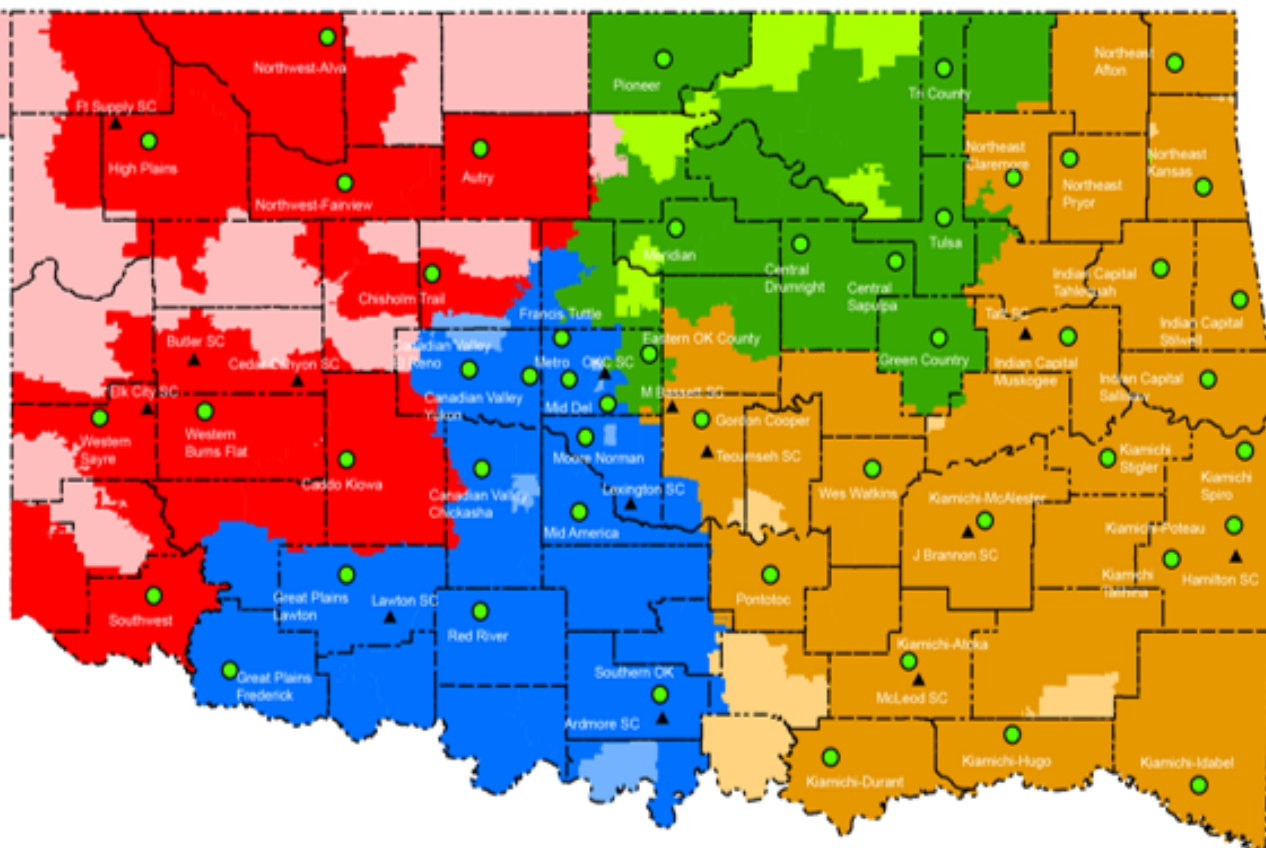 Northwest-Alva
Pioneer
Tri County
Northeast
Afton
Ft Supply SC
High Plains
Northwest-Fairview
Autry
Northeast
Claremore
Northeast
Pryor
Northeast
Kansas
Meridian
Central
Drumright
Central
Sapulpa
Tulsa
Indian Capital
Tahlequah
Indian Capital
Stilwell
Chisholm Trail
Francis Tuttle
Butler SC
Cedar Canyon SC
Canadian Valley
El Reno
Metro
OKC SC
Eastern OK County
Green Country
Taft SC
Indian Capital
Muskogee
Indian Capital
Sallisaw
Elk City SC
Western
Sayre
Western
Burns Flat
Canadian Valley
Yukon
Mid Del
M Bassett SC
Gordon Cooper
Tecumseh SC
Moore Norman
Caddo Kiowa
Canadian Valley
Chickasha
Lexington SC
Mid America
Wes Watkins
Kiamichi-McAlester
J Brannon SC
Kiamichi
Stigler
Kiamichi
Spiro
Kiamichi-Poteau
Kiamichi
Talihina
Hamilton SC
Southwest
Great Plains
Lawton
Lawton SC
Red River
Pontotoc
Great Plains
Frederick
Southern OK
Ardmore SC
Kiamichi-Atoka
McLeod SC
Kiamichi-Durant
Kiamichi-Hugo
Kiamichi-Idabel